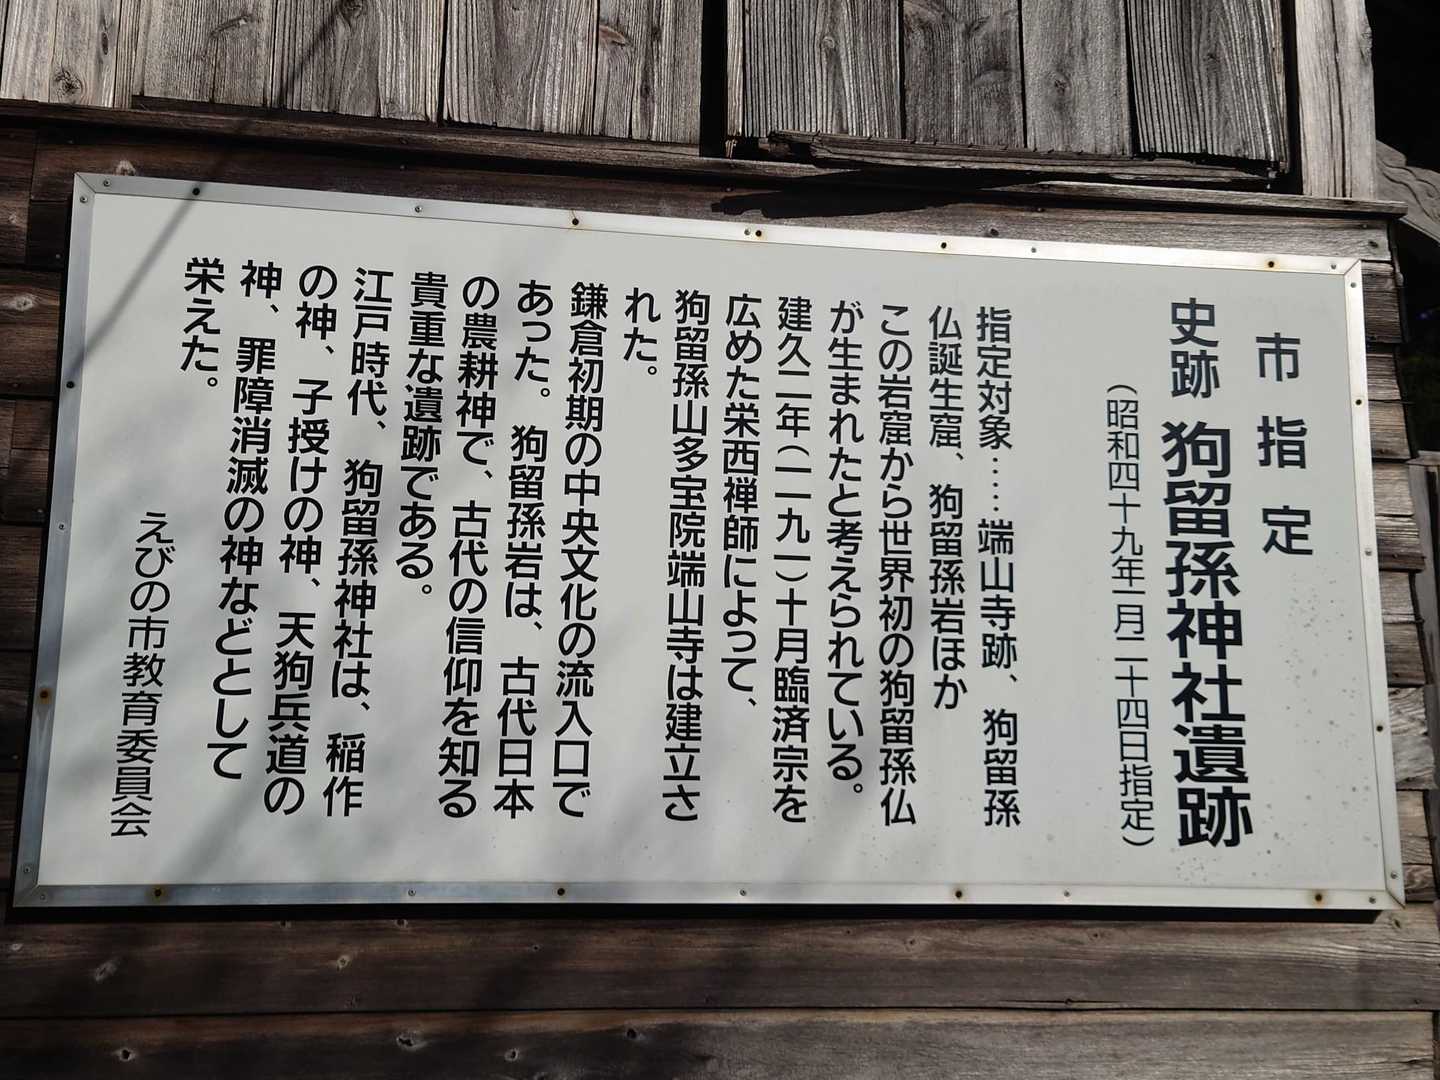 市指定
史跡 狗留孫神社遺跡
（昭和四十九年一月二十四日指定）
指定対象……端山寺跡、狗留孫
仏誕生窟、狗留孫岩ほか
この岩窟から世界初の狗留孫仏
が生まれたと考えられている。
建久二年（一一九一）十月臨済宗を
広めた栄西禅師によって、
狗留孫山多宝院端山寺は建立さ
れた。
鎌倉初期の中央文化の流入口で
あった。狗留孫岩は、古代日本
の農耕神で、古代の信仰を知る
貴重な遺跡である。
江戸時代、狗留孫神社は、稲作
の神、子授けの神、天狗兵道の
神、罪障消滅の神などとして
栄えた。
えびの市教育委員会